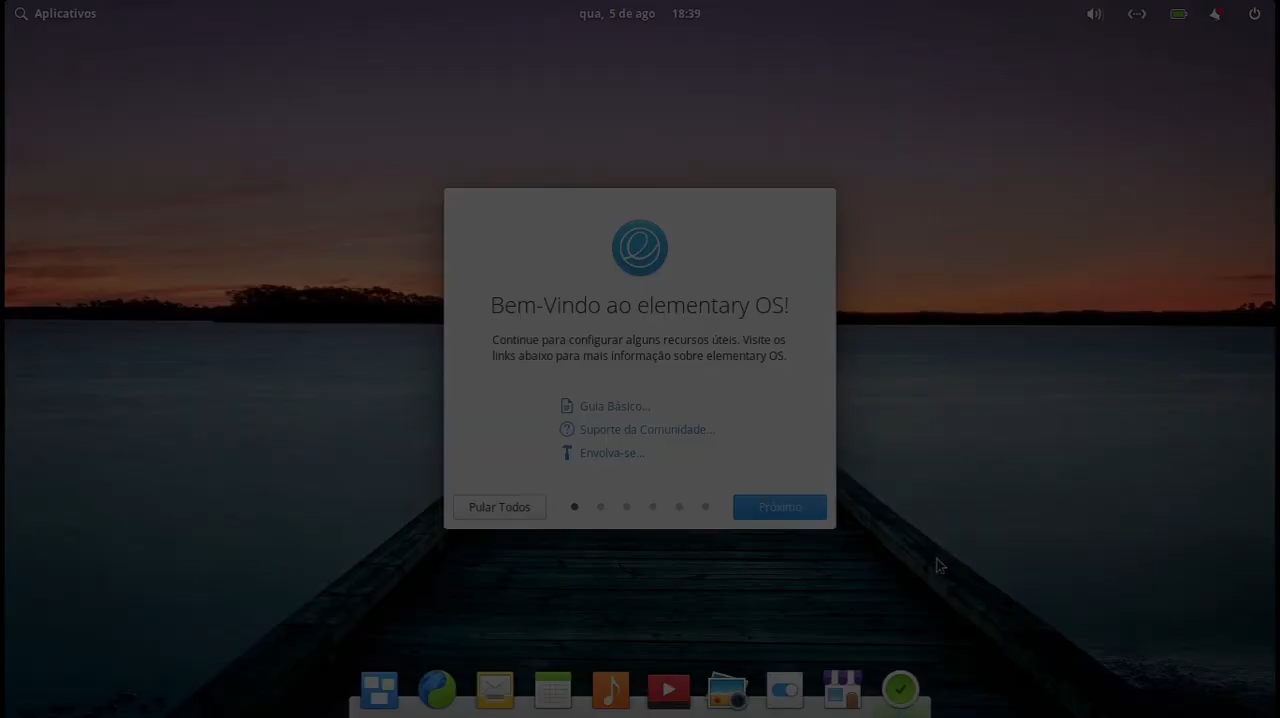 Aplicativos
qua, 5 de ago 18:39
Bem-Vindo ao elementary OS!
Continue para configurar alguns recursos úteis. Visite os
links abaixo para mais informação sobre elementary OS.
Guia Básico...
Suporte da Comunidade...
Envolva-se...
Pular Todos
Próximo